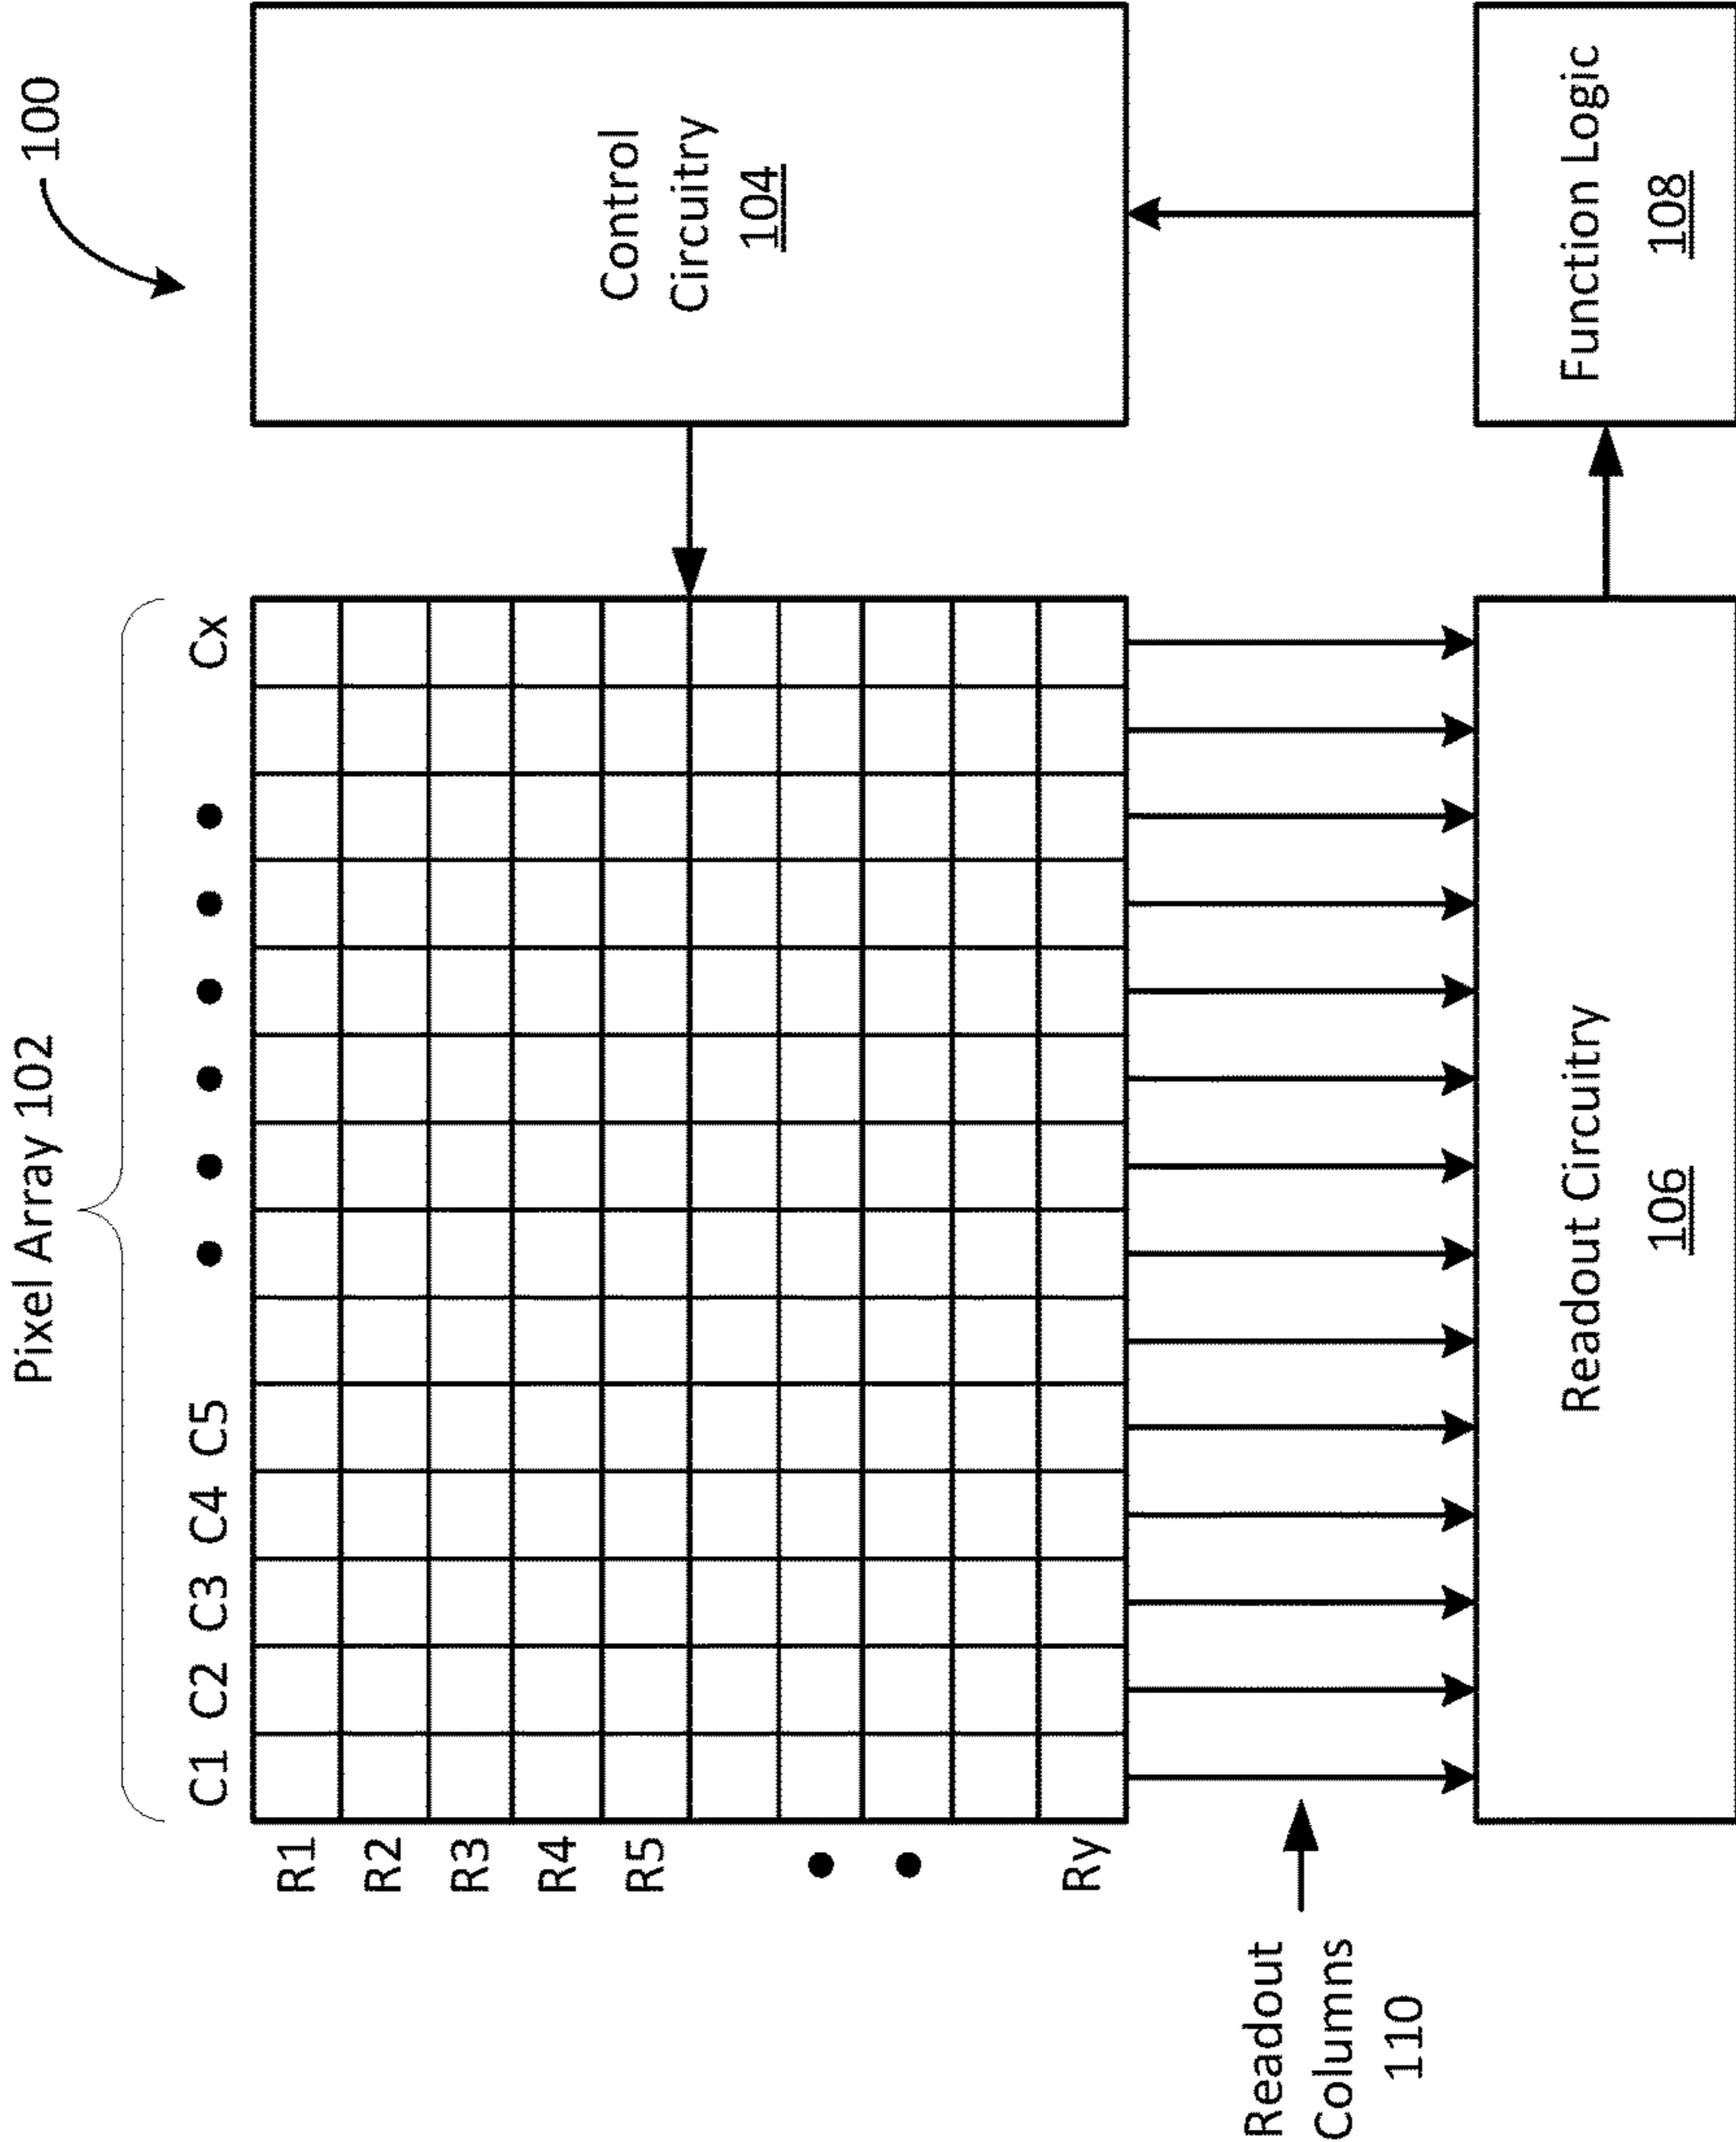 100
Pixel Array 102
C1 C2 C3 C4 C5 Cx
R1
R2
R3
R4
R5
Ry
Control
Circuitry
104
Readout
Columns
110
Readout Circuitry
106
Function Logic
108